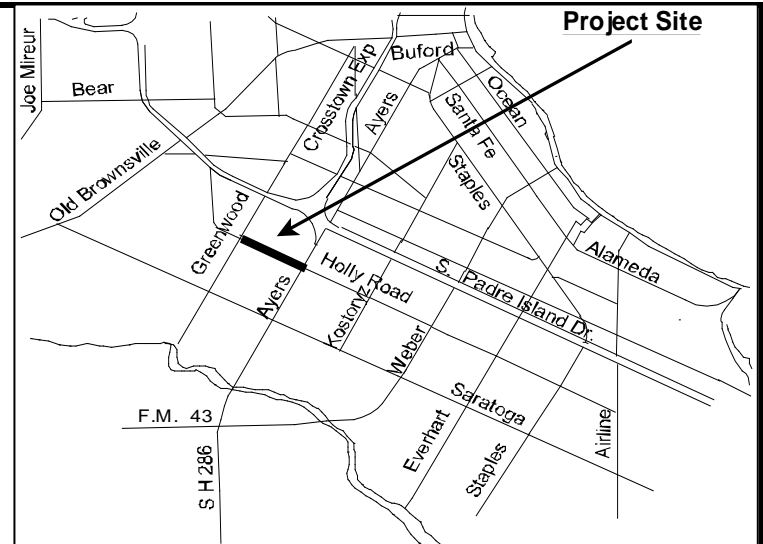 Project Site
Joe Mireur
Bear
Buford
Crosstown Exp
Ayers
Ocean
Santa Fe
Staples
Old Brownsville
Greenwood
Alameda
Holly Road
S. Padre Island Dr.
Ayers
Kostoryz
Weber
Saratoga
F.M. 43
S H 286
Everhart
Staples
Airline